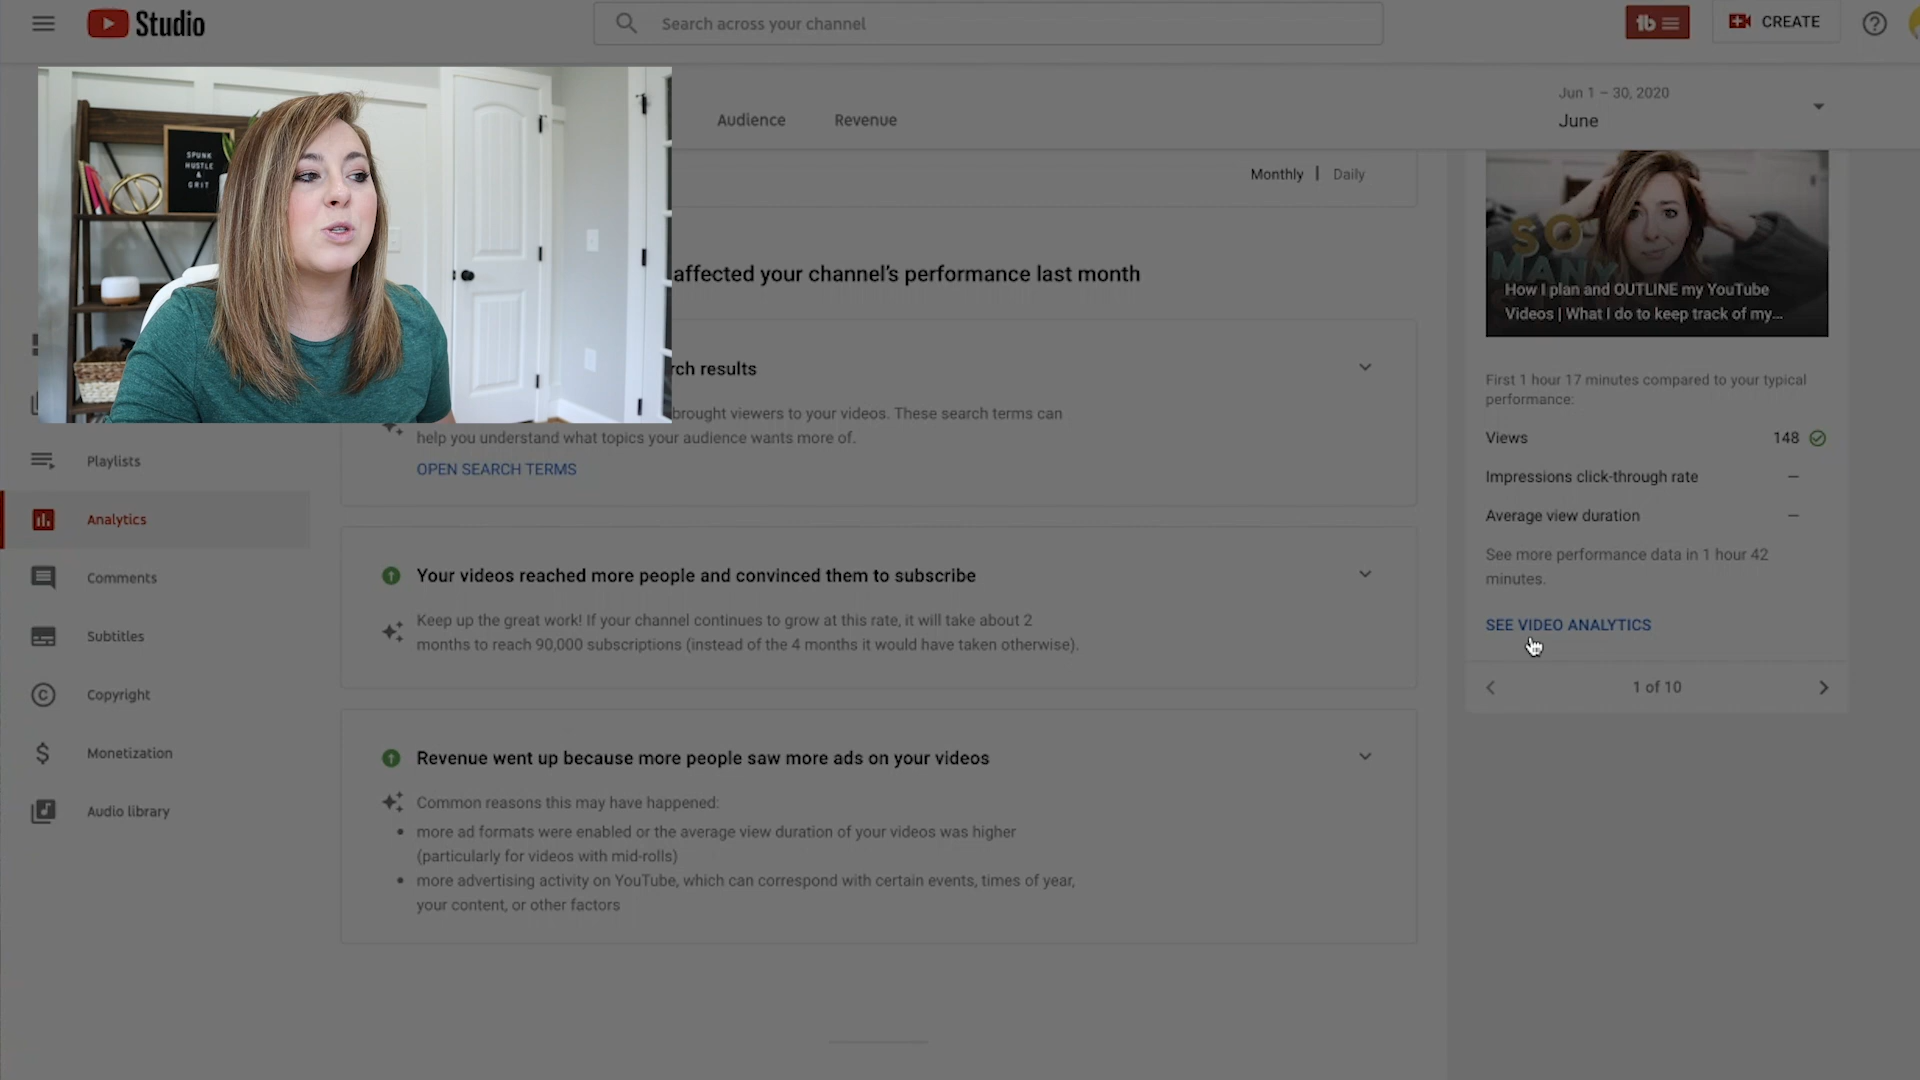 Studio
Search across your channel
CREATE
Audience
Revenue
Jun 1 – 30, 2020
June
SPUNK
HUSTLE
&
GRIT
Monthly | Daily
affected your channel's performance last month
SO
MANY
How I plan and OUTLINE my YouTube
Videos | What I do to keep track of my...
rch results
brought viewers to your videos. These search terms can
help you understand what topics your audience wants more of.
OPEN SEARCH TERMS
First 1 hour 17 minutes compared to your typical
performance:
Views 148
Impressions click-through rate —
Average view duration —
See more performance data in 1 hour 42
minutes.
SEE VIDEO ANALYTICS
1 of 10
Playlists
Analytics
Comments
Subtitles
Copyright
Monetization
Audio library
Your videos reached more people and convinced them to subscribe
Keep up the great work! If your channel continues to grow at this rate, it will take about 2
months to reach 90,000 subscriptions (instead of the 4 months it would have taken otherwise).
Revenue went up because more people saw more ads on your videos
Common reasons this may have happened:
• more ad formats were enabled or the average view duration of your videos was higher
(particularly for videos with mid-rolls)
• more advertising activity on YouTube, which can correspond with certain events, times of year,
your content, or other factors